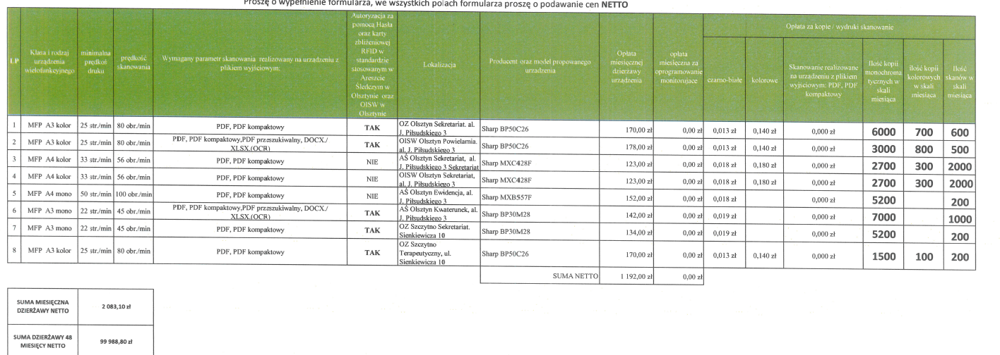 Proszę o wypełnienie formularza, we wszystkich polach formularza proszę o podawanie cen NETTO
LP
Klasa i rodzaj
urządzenia
wielofunkcyjnego
minimalna
prędkoś
druku
prędkość
skanowania
Wymagany parametr skanowania realizowany na urządzeniu z
plikiem wyjściowym:
Autoryzacja za
pomocą Hasła
oraz karty
zbliżeniowej
RFID w
standardzie
stosowanym w
Areszcie
Śledczym w
Olsztynie oraz
OISW w
Olsztynie
Lokalizacja
Producent oraz model propowanego
urzadzenia
Opłata
miesięcznej
dzierżawy
urządzenia
opłata
miesięczna za
oprogramowanie
monitorujace
Opłata za kopie / wydruki skanowanie
czarno-białe
kolorowe
Skanowanie realizowane
na urządzeniu z plikiem
wyjściowym: PDF, PDF
kompaktowy
Ilość kopii
monochroma
tycznych w
skali
miesiąca
ilość kopii
kolorowych
w skali
miesiąca
Ilość
skanów w
skali
miesiąca
1 MFP A3 kolor 25 str./min 80 obr./min PDF, PDF kompaktowy TAK OZ Olsztyn Sekretariat. al.
J. Piłsudskiego 3 Sharp BP50C26 170,00 zł 0,00 zł 0,013 zł 0,140 zł 0,000 zł 6000 700 600
2 MFP A3 kolor 25 str./min 80 obr./min PDF, PDF kompaktowy,PDF przeszukiwalny, DOCX./
XLSX.(OCR) TAK OISW Olsztyn Powielarnia.
al. J. Piłsudskiego 3 Sharp BP50C26 178,00 zł 0,00 zł 0,013 zł 0,140 zł 0,000 zł 3000 800 500
3 MFP A4 kolor 33 str./min 56 obr./min PDF, PDF kompaktowy NIE AŚ Olsztyn Sekretariat, al.
J. Piłsudskiego 3 Sekretariat Sharp MXC428F 123,00 zł 0,00 zł 0,018 zł 0,180 zł 0,000 zł 2700 300 2000
4 MFP A4 kolor 33 str./min 56 obr./min PDF, PDF kompaktowy NIE OISW Olsztyn Sekretariat,
al. J. Piłsudskiego 3 Sharp MXC428F 123,00 zł 0,00 zł 0,018 zł 0,180 zł 0,000 zł 2700 300 2000
5 MFP A4 mono 50 str./min 100 obr./min PDF, PDF kompaktowy NIE AŚ Olsztyn Ewidencja, al.
J. Piłsudskiego 3 Sharp MXB557F 152,00 zł 0,00 zł 0,018 zł 0,000 zł 5200 200
6 MFP A3 mono 22 str./min 45 obr./min PDF, PDF kompaktowy,PDF przeszukiwalny, DOCX./
XLSX.(OCR) TAK AŚ Olsztyn Kwaterunek, al.
J. Piłsudskiego 3 Sharp BP30M28 142,00 zł 0,00 zł 0,019 zł 0,000 zł 7000 1000
7 MFP A3 mono 22 str./min 45 obr./min PDF, PDF kompaktowy TAK OZ Szczytno Sekretariat.
Sienkiewicza 10 Sharp BP30M28 134,00 zł 0,00 zł 0,019 zł 0,000 zł 5200 200
8 MFP A3 kolor 25 str./min 80 obr./min PDF, PDF kompaktowy TAK OZ Szczytno
Terapeutyczny, ul.
Sienkiewicza 10 Sharp BP50C26 170,00 zł 0,00 zł 0,013 zł 0,140 zł 0,000 zł 1500 100 200
SUMA NETTO 1 192,00 zł 0,00 zł
SUMA MIESIĘCZNA
DZIERŻAWY NETTO 2 083,10 zł
SUMA DZIERŻAWY 48
MIESIĘCY NETTO 99 988,80 zł